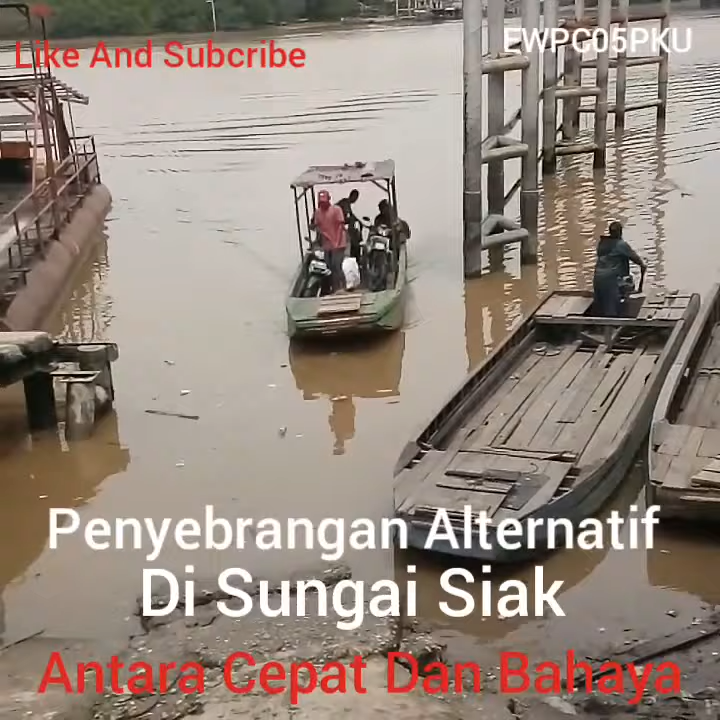 EWPC05PKU
Like And Subcribe
Penyebrangan Alternatif
Di Sungai Siak
Antara Cepat Dan Bahaya